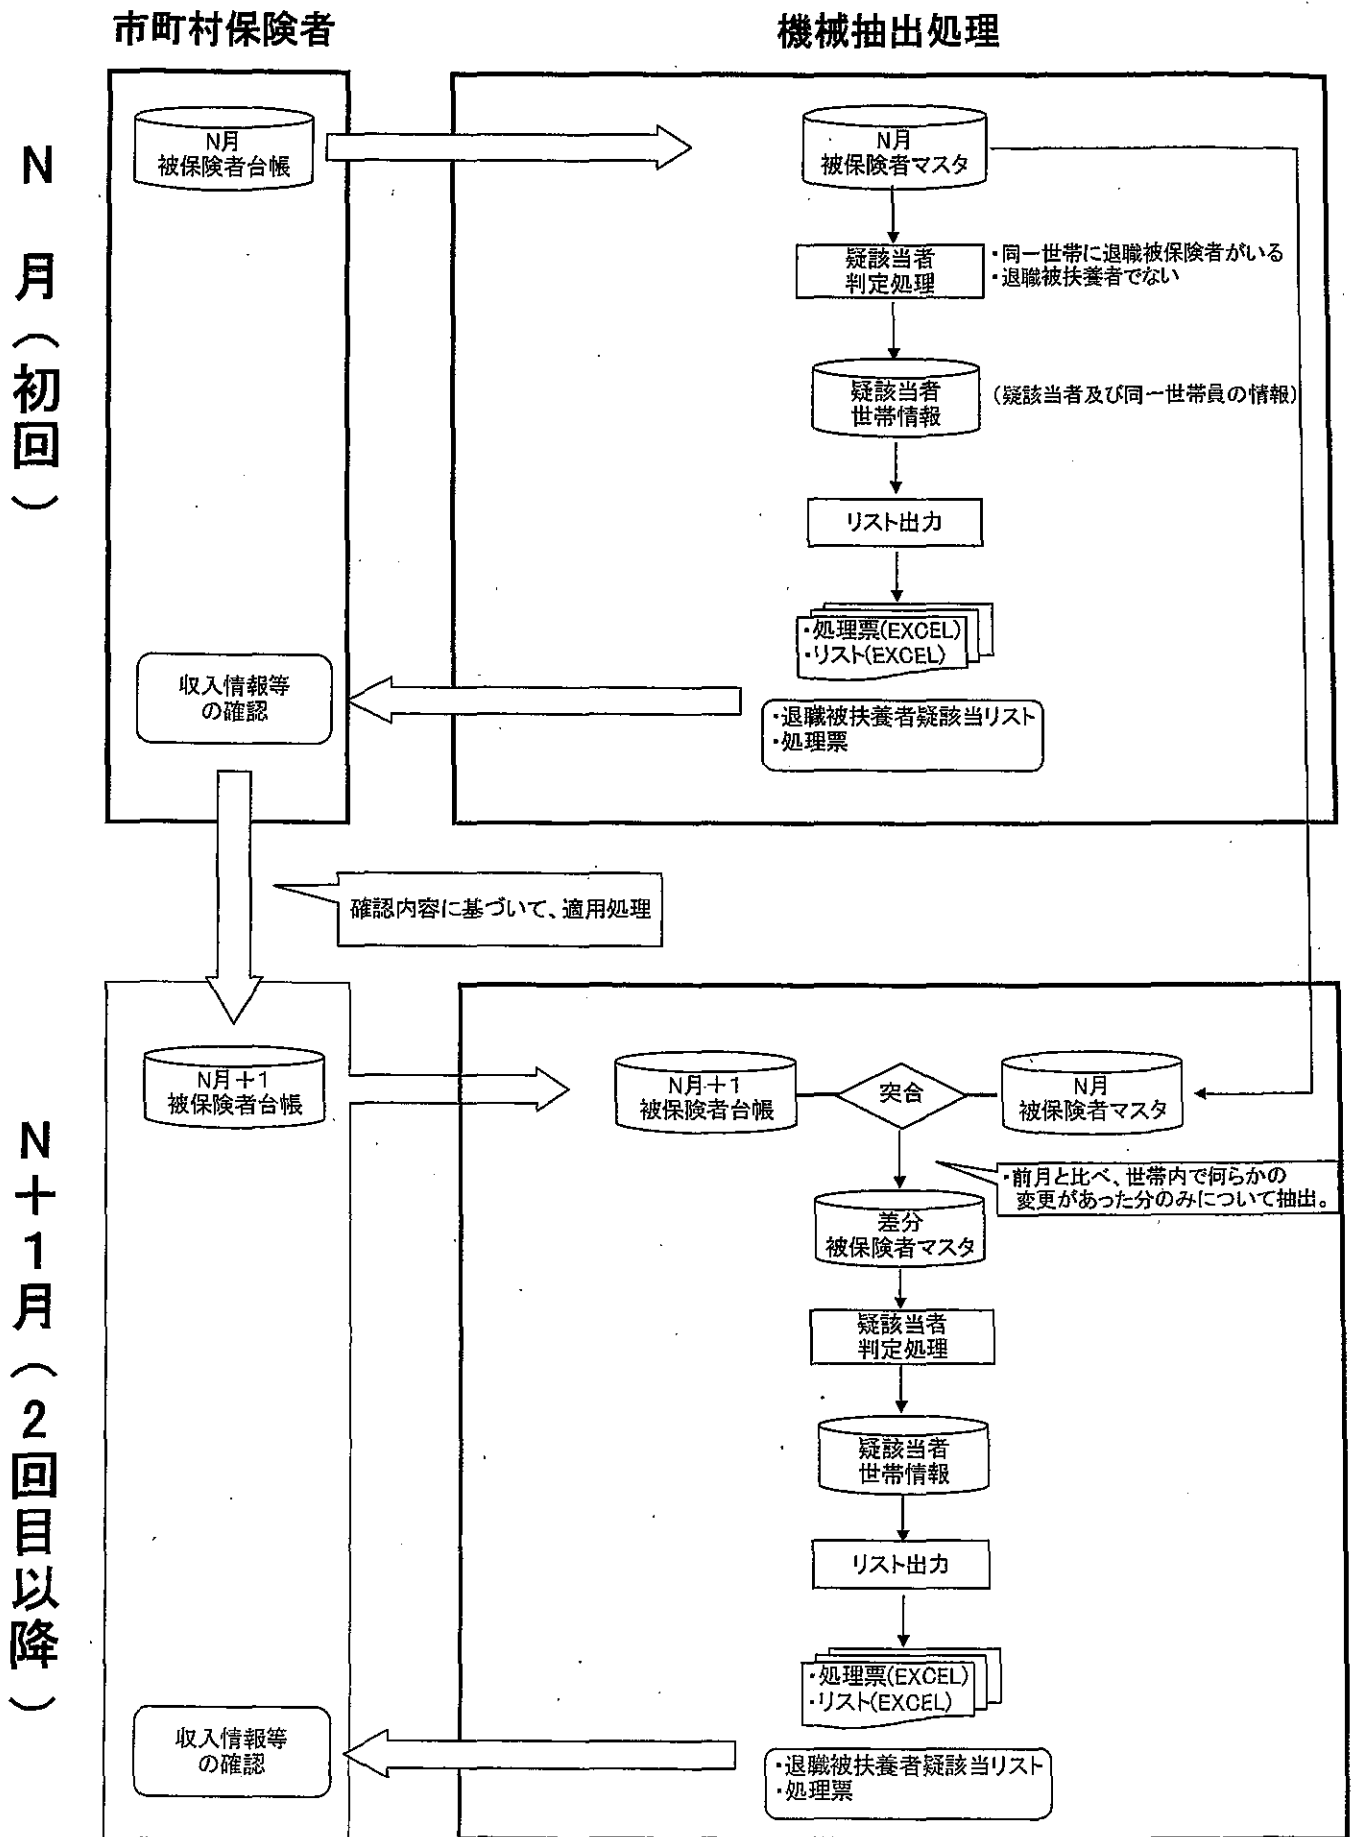 市町村保険者
機械抽出処理
N月(初回)
N月
被保険者台帳
N月
被保険者マスタ
疑該当者
判定処理
・同一世帯に退職被保険者がいる
・退職被扶養者でない
疑該当者
世帯情報
(疑該当者及び同一世帯員の情報)
リスト出力
・処理票(EXCEL)
・リスト(EXCEL)
収入情報等
の確認
・退職被扶養者疑該当リスト
・処理票
確認内容に基づいて、適用処理
N+1月(2回目以降)
N月+1
被保険者台帳
N月+1
被保険者台帳
突合
N月
被保険者マスタ
・前月と比べ、世帯内で何らかの
変更があった分のみについて抽出。
差分
被保険者マスタ
疑該当者
判定処理
疑該当者
世帯情報
リスト出力
・処理票(EXCEL)
・リスト(EXCEL)
収入情報等
の確認
・退職被扶養者疑該当リスト
・処理票